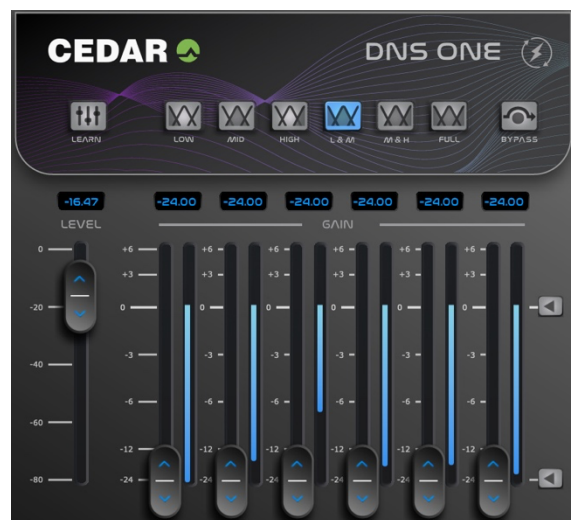 CEDAR DNS ONE
LEARN LOW MID HIGH L & M M & H FULL BYPASS
-16.47 -24.00 -24.00 -24.00 -24.00 -24.00 -24.00
LEVEL GAIN
0 +6 +6 +6 +6 +6 +6
+3 +3 +3 +3 +3 +3
-20 0 0 0 0 0 0
-3 -3 -3 -3 -3 -3
-40
-6 -6 -6 -6 -6 -6
-60
-12 -12 -12 -12 -12 -12
-80 -24 -24 -24 -24 -24 -24